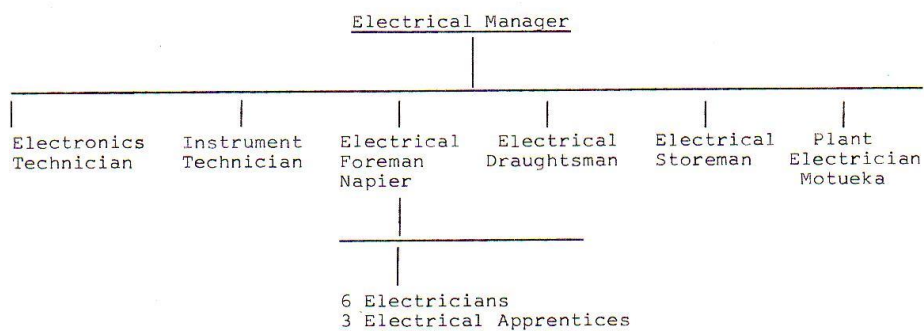 Electrical Manager
Electronics Technician
Instrument Technician
Electrical Foreman Napier
Electrical Draughtsman
Electrical Storeman
Plant Electrician Motueka
6 Electricians
3 Electrical Apprentices